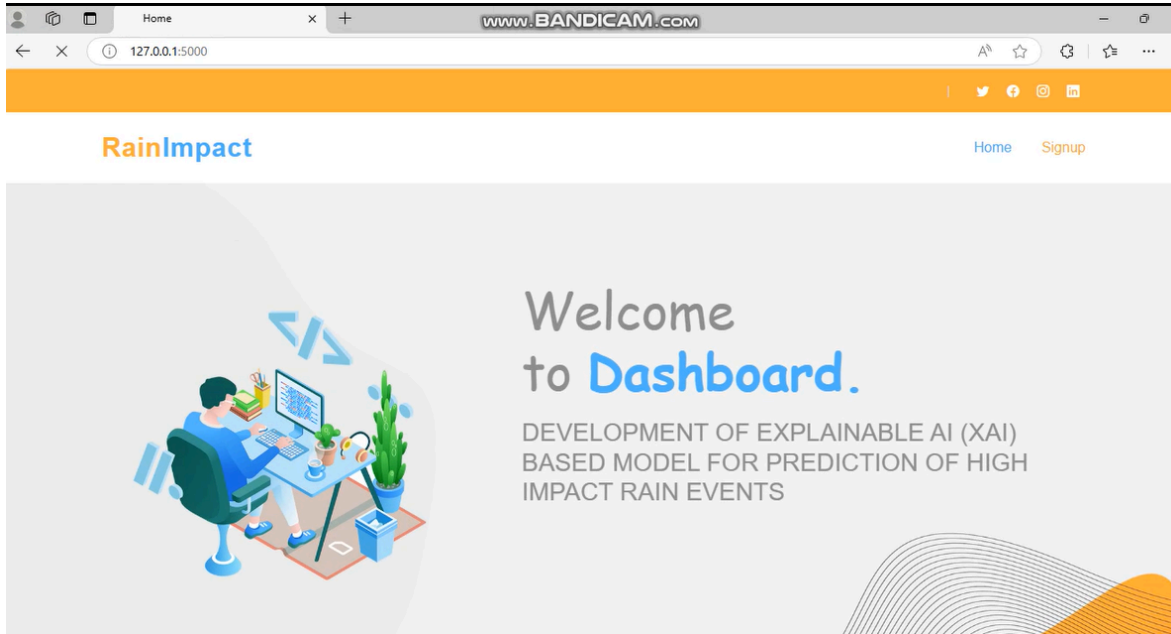 Home
www.BANDICAM.com
127.0.0.1:5000
RainImpact
Home
Signup
Welcome
to Dashboard.
DEVELOPMENT OF EXPLAINABLE AI (XAI)
BASED MODEL FOR PREDICTION OF HIGH
IMPACT RAIN EVENTS